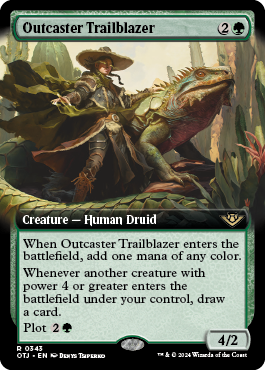 Outcaster Trailblazer 2
Creature — Human Druid
When Outcaster Trailblazer enters the
battlefield, add one mana of any color.
Whenever another creature with
power 4 or greater enters the
battlefield under your control, draw
a card.
Plot 2
4/2
R 0343
OTJ • EN Denys Tsiperko
™ & © 2024 Wizards of the Coast